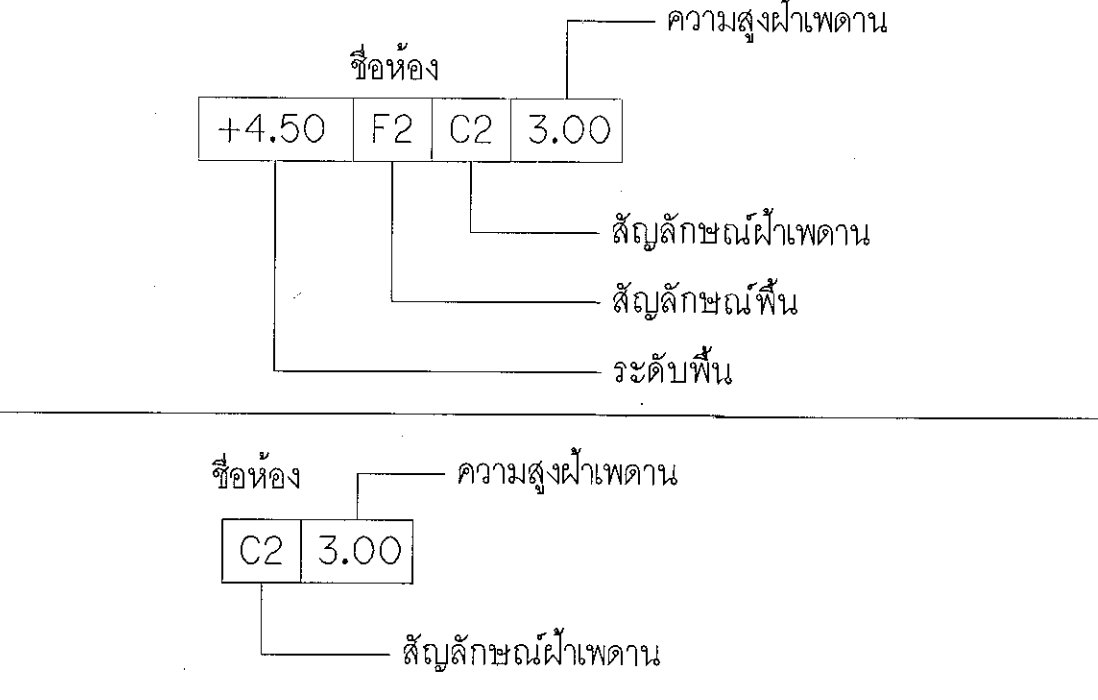 ความสูงฝ้าเพดาน
ชื่อห้อง
+4.50 F2 C2 3.00
สัญลักษณ์ฝ้าเพดาน
สัญลักษณ์พื้น
ระดับพื้น
ชื่อห้อง ความสูงฝ้าเพดาน
C2 3.00
สัญลักษณ์ฝ้าเพดาน